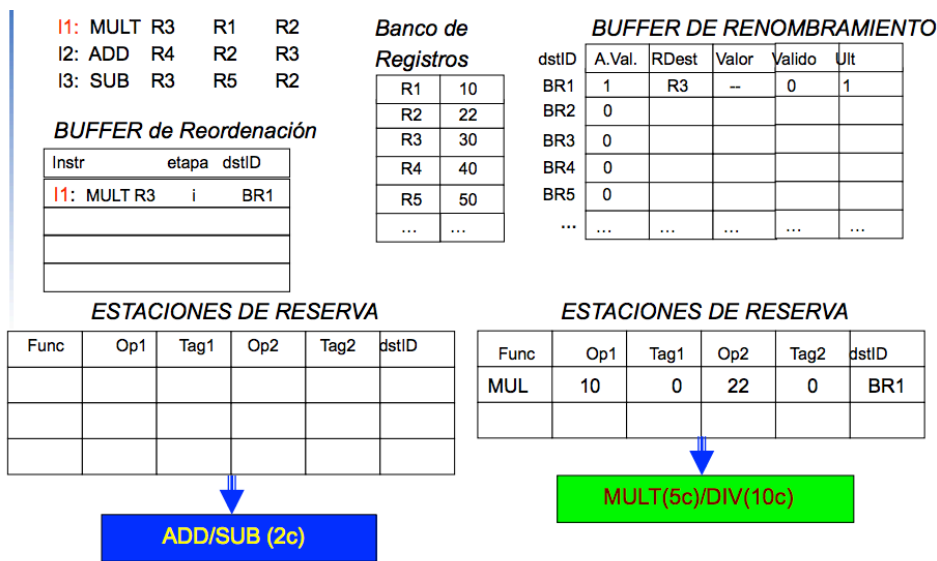 I1: MULT R3 R1 R2
I2: ADD R4 R2 R3
I3: SUB R3 R5 R2
BUFFER de Reordenación
Instr etapa dstID
I1: MULT R3 i BR1
Banco de
Registros
R1 10
R2 22
R3 30
R4 40
R5 50
... ...
BUFFER DE RENOMBRAMIENTO
dstID A.Val. RDest Valor Valido Ult
BR1 1 R3 -- 0 1
BR2 0
BR3 0
BR4 0
BR5 0
... ... ... ... ... ...
ESTACIONES DE RESERVA
Func Op1 Tag1 Op2 Tag2 dstID
ADD/SUB (2c)
ESTACIONES DE RESERVA
Func Op1 Tag1 Op2 Tag2 dstID
MUL 10 0 22 0 BR1
MULT(5c)/DIV(10c)